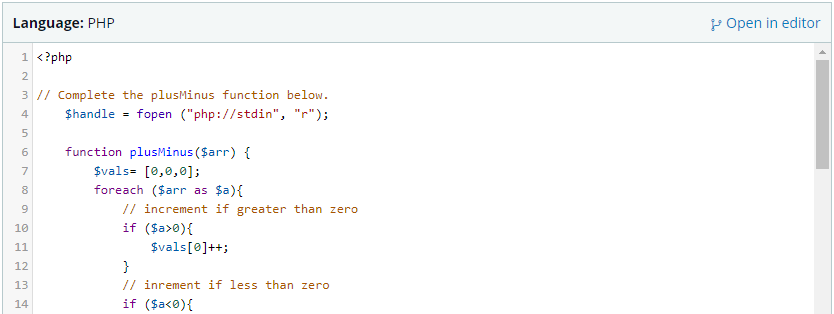 Language: PHP Open in editor
1 <?php
2
3 // Complete the plusMinus function below.
4 $handle = fopen ("php://stdin", "r");
5
6 function plusMinus($arr) {
7 $vals= [0,0,0];
8 foreach ($arr as $a){
9 // increment if greater than zero
10 if ($a>0){
11 $vals[0]++;
12 }
13 // inrement if less than zero
14 if ($a<0){